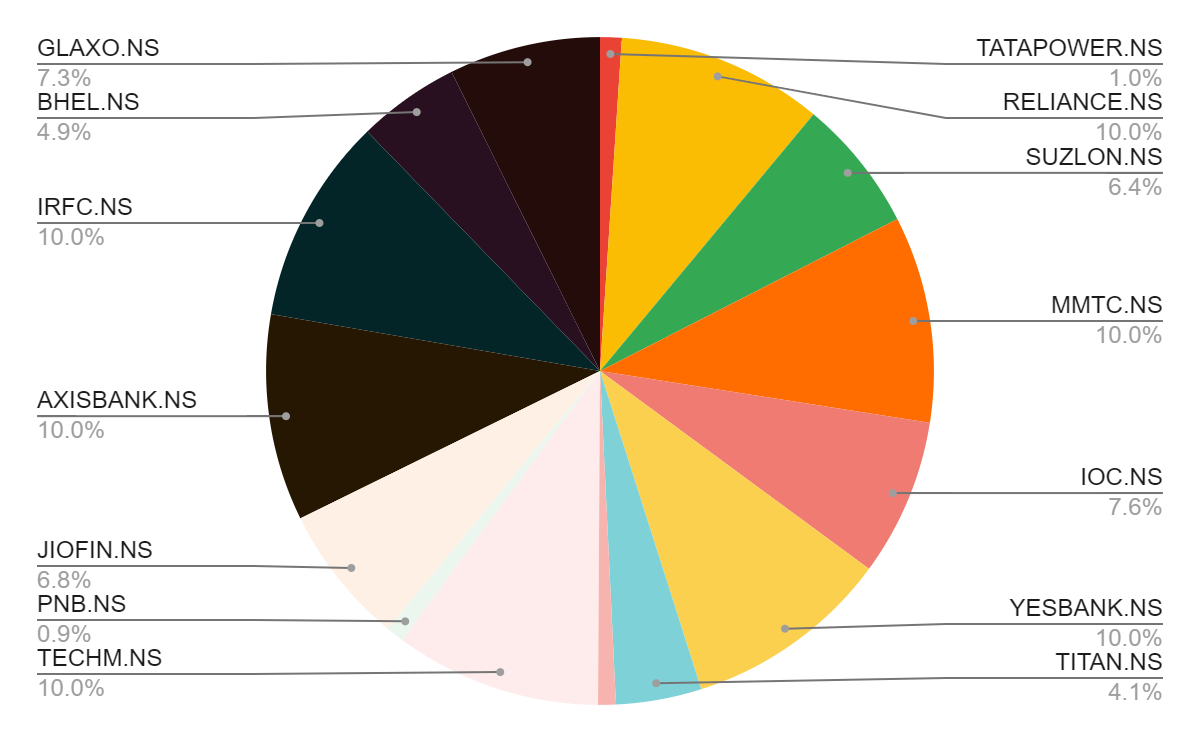 GLAXO.NS
7.3%
BHEL.NS
4.9%
IRFC.NS
10.0%
AXISBANK.NS
10.0%
JIOFIN.NS
6.8%
PNB.NS
0.9%
TECHM.NS
10.0%
TATAPOWER.NS
1.0%
RELIANCE.NS
10.0%
SUZLON.NS
6.4%
MMTC.NS
10.0%
IOC.NS
7.6%
YESBANK.NS
10.0%
TITAN.NS
4.1%